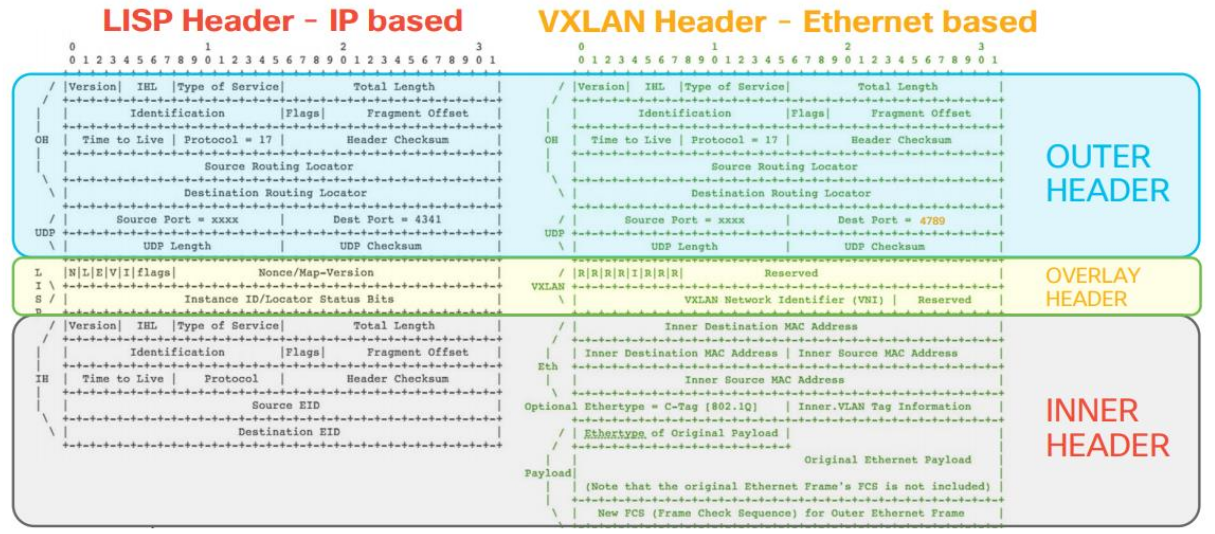 LISP Header - IP based
0 1 2 3
0 1 2 3 4 5 6 7 8 9 0 1 2 3 4 5 6 7 8 9 0 1 2 3 4 5 6 7 8 9 0 1
/ |Version| IHL |Type of Service| Total Length |
/ | Identification |Flags| Fragment Offset |
OH | Time to Live | Protocol = 17 | Header Checksum |
| Source Routing Locator |
\ | Destination Routing Locator |
/ | Source Port = xxxx | Dest Port = 4341 |
UDP
\ | UDP Length | UDP Checksum |
L |N|L|E|V|I|flags| Nonce/Map-Version |
I \
S / | Instance ID/Locator Status Bits |
P
/ |Version| IHL |Type of Service| Total Length |
| Identification |Flags| Fragment Offset |
IH | Time to Live | Protocol | Header Checksum |
| Source EID |
\ | Destination EID |
VXLAN Header - Ethernet based
0 1 2 3
0 1 2 3 4 5 6 7 8 9 0 1 2 3 4 5 6 7 8 9 0 1 2 3 4 5 6 7 8 9 0 1
/ |Version| IHL |Type of Service| Total Length |
/ | Identification |Flags| Fragment Offset |
OH | Time to Live | Protocol = 17 | Header Checksum |
| Source Routing Locator |
\ | Destination Routing Locator |
/ | Source Port = xxxx | Dest Port = 4789 |
UDP
\ | UDP Length | UDP Checksum |
/ |R|R|R|R|I|R|R|R| Reserved |
VXLAN
\ | VXLAN Network Identifier (VNI) | Reserved |
/ | Inner Destination MAC Address |
| Inner Destination MAC Address | Inner Source MAC Address |
Eth
| Inner Source MAC Address |
Optional Ethertype = C-Tag [802.1Q] | Inner.VLAN Tag Information |
/ | Ethertype of Original Payload |
| Original Ethernet Payload |
Payload|
| (Note that the original Ethernet Frame's FCS is not included) |
\ | New FCS (Frame Check Sequence) for Outer Ethernet Frame |
OUTER
HEADER
OVERLAY
HEADER
INNER
HEADER